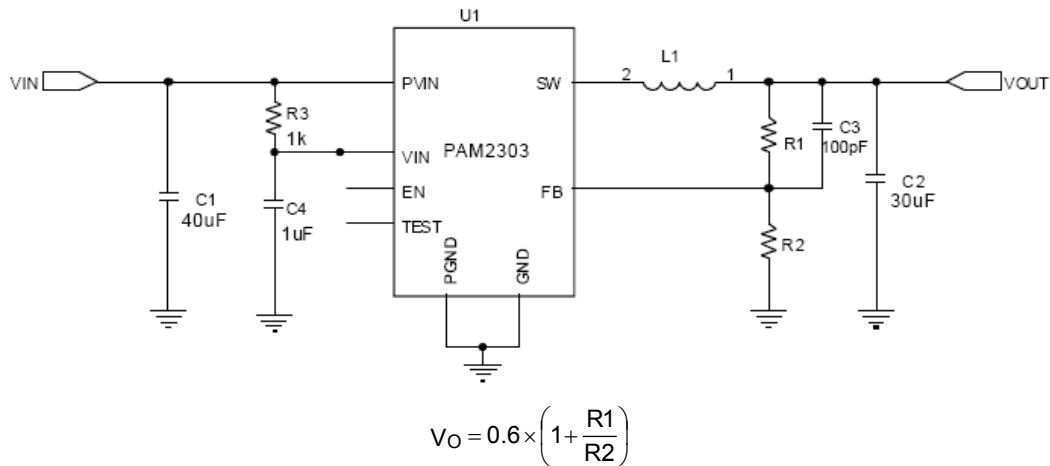 U1
L1
VIN
PVIN
SW
2
1
VOUT
R3
1k
C3
100pF
R1
VIN
PAM2303
C1
40uF
C4
1uF
EN
FB
C2
30uF
TEST
R2
PGND
GND
V_O = 0.6 × (1 + R1/R2)